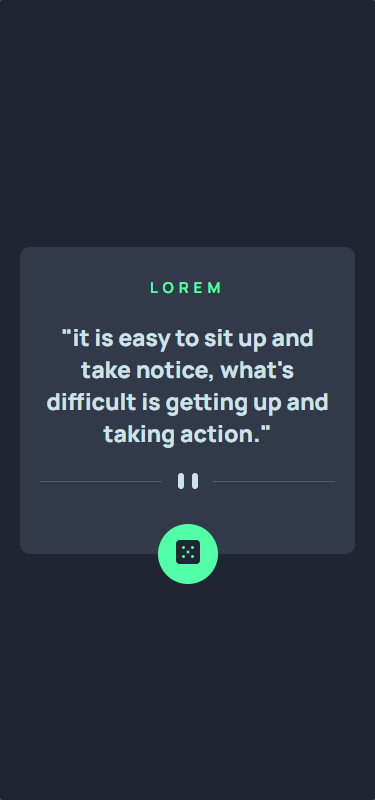 LOREM
"it is easy to sit up and
take notice, what's
difficult is getting up and
taking action."